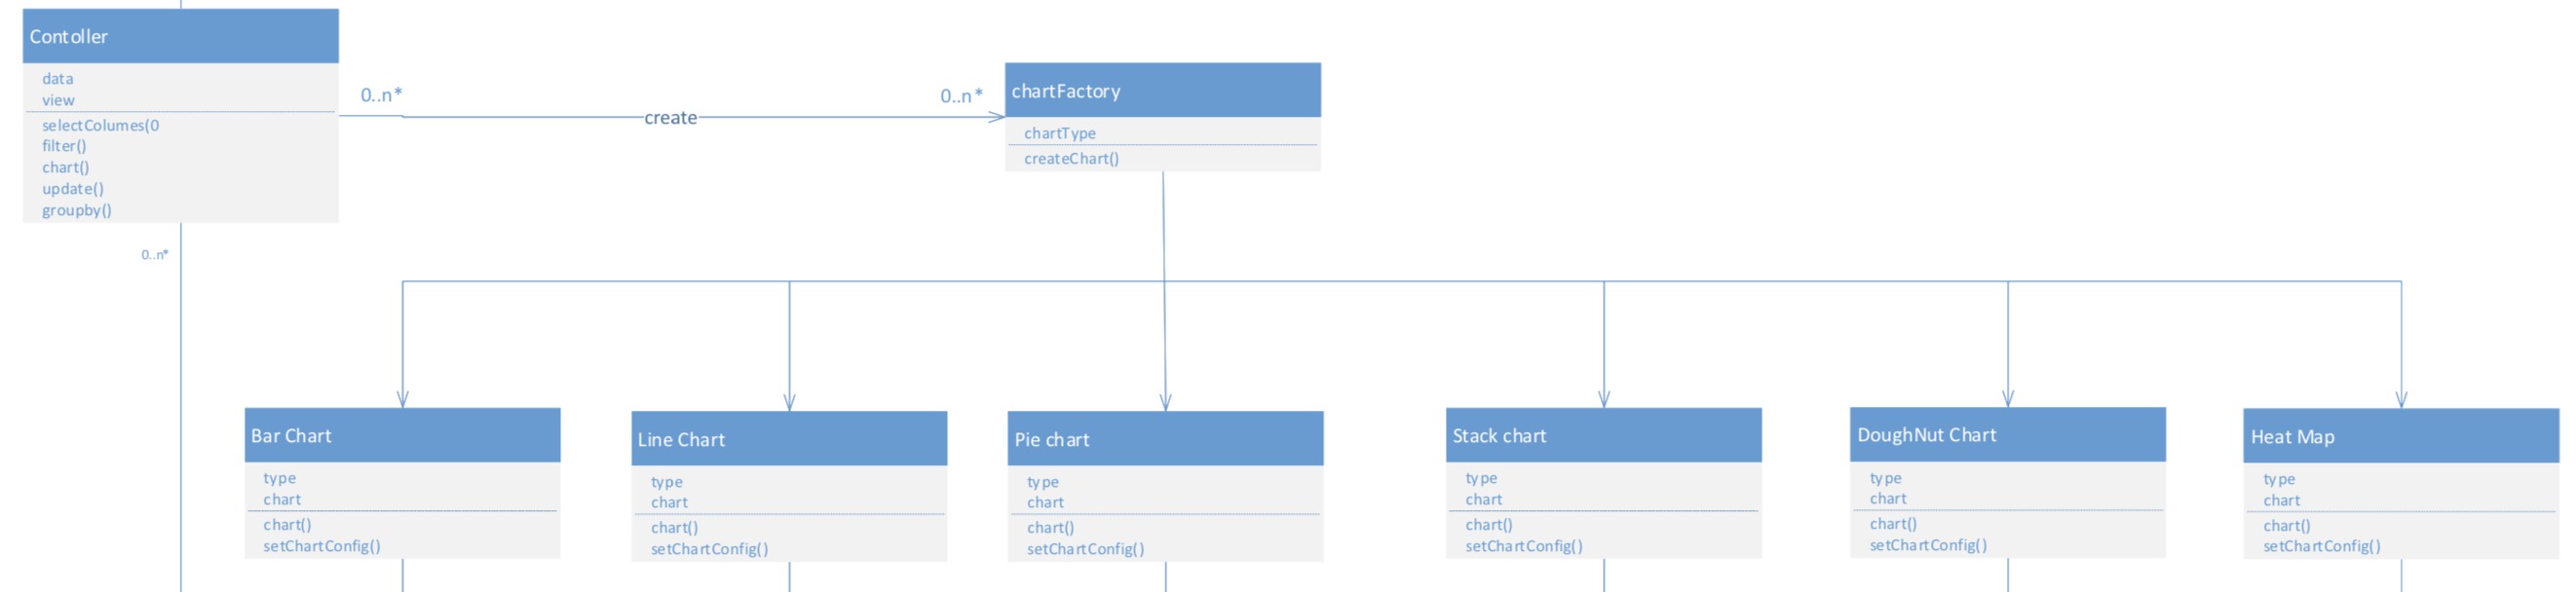 Contoller
data
view
selectColumes(0
filter()
chart()
update()
groupby()
0..n*
create
0..n*
chartFactory
chartType
createChart()
0..n*
Bar Chart
type
chart
chart()
setChartConfig()
Line Chart
type
chart
chart()
setChartConfig()
Pie chart
type
chart
chart()
setChartConfig()
Stack chart
type
chart
chart()
setChartConfig()
DoughNut Chart
type
chart
chart()
setChartConfig()
Heat Map
type
chart
chart()
setChartConfig()